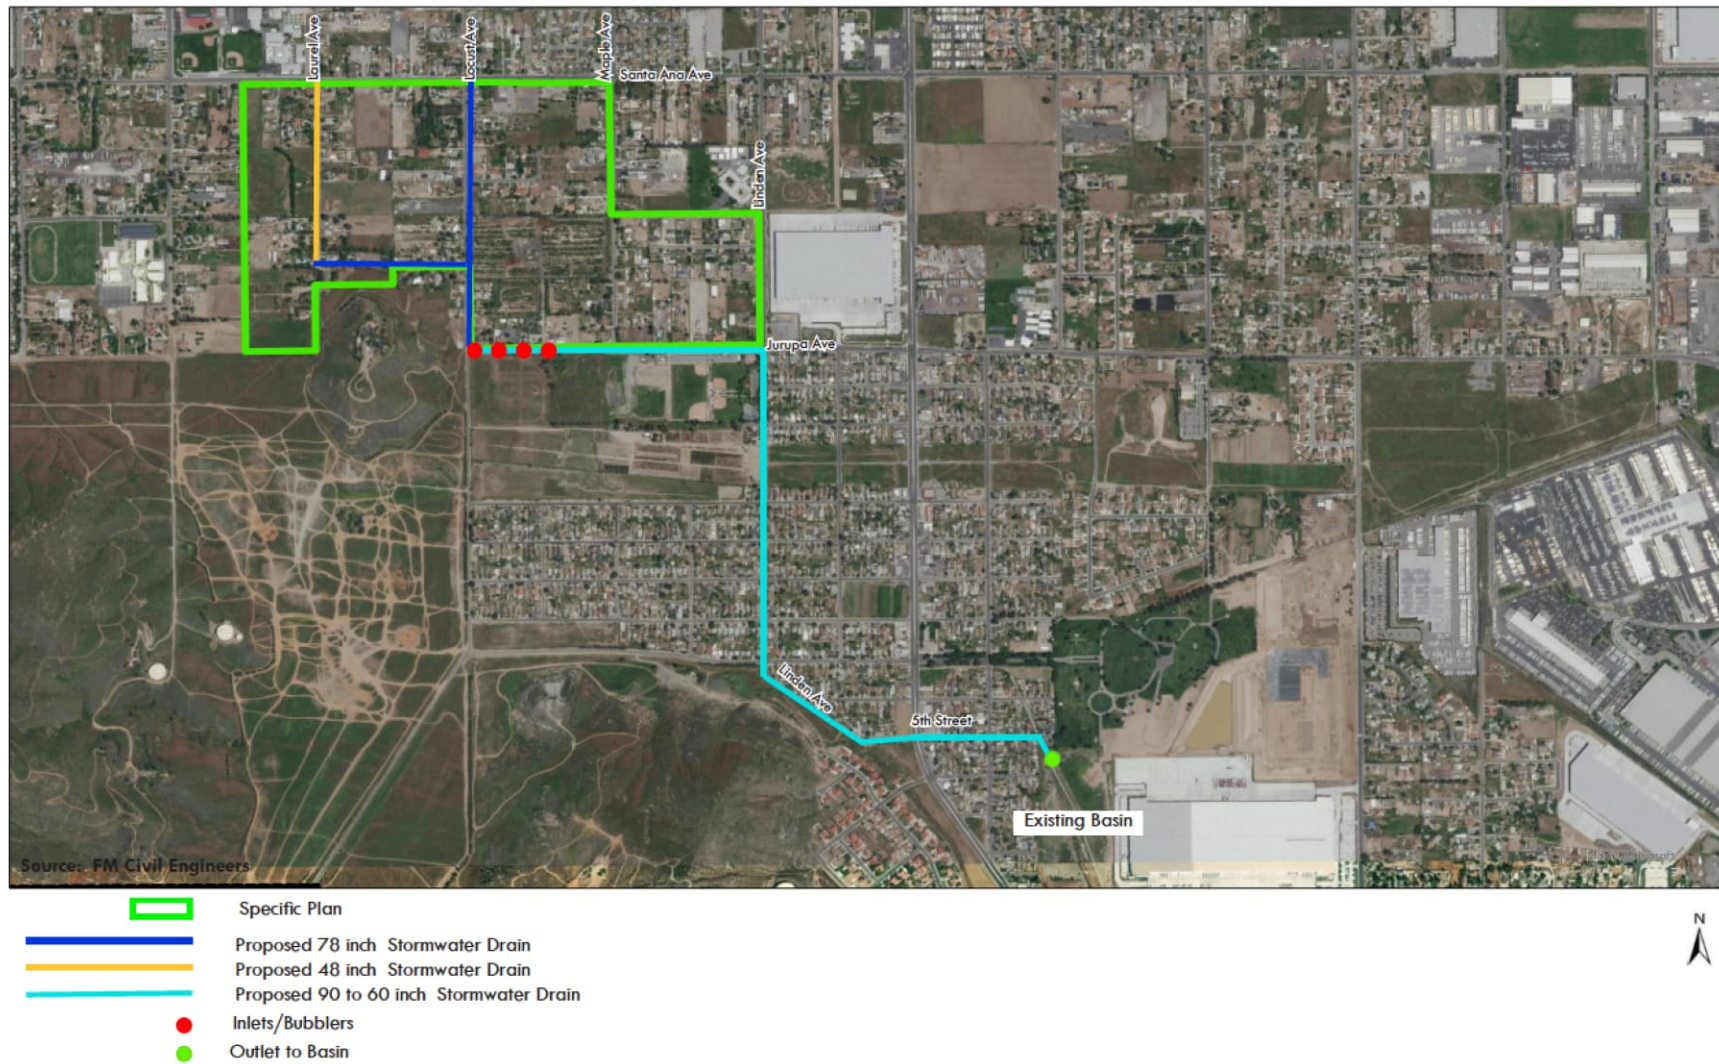 Laurel Ave
Locust Ave
Maple Ave
Santa Ana Ave
Linden Ave
Jurupa Ave
Linden Ave
5th Street
Existing Basin
Source: FM Civil Engineers
Specific Plan
N
Proposed 78 inch Stormwater Drain
Proposed 48 inch Stormwater Drain
Proposed 90 to 60 inch Stormwater Drain
Inlets/Bubblers
Outlet to Basin